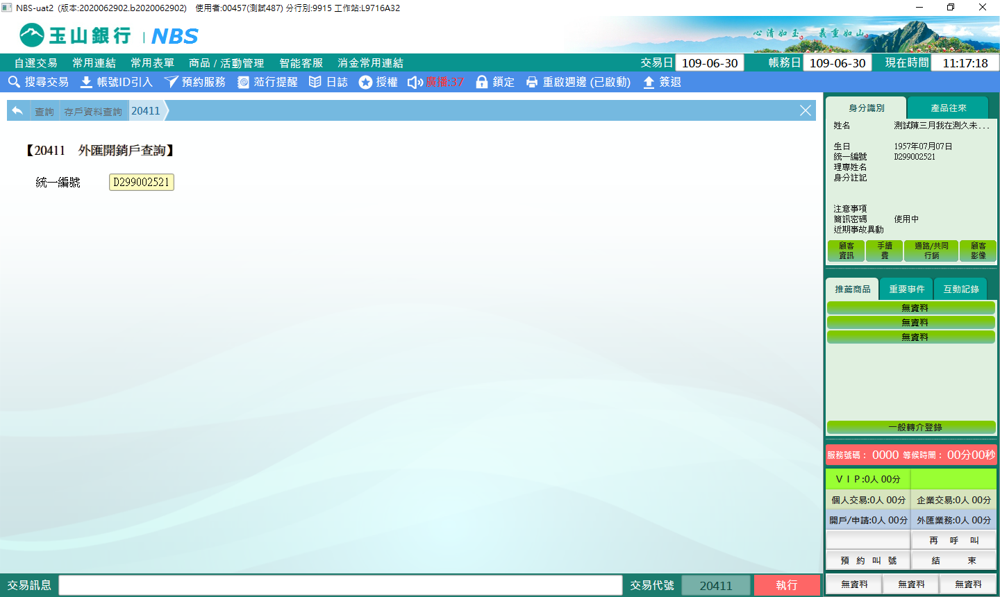 NBS-uat2 (版本:2020062902.b2020062902) 使用者:00457(測試487) 分行別:9915 工作站:L9716A32
玉山銀行 | NBS
心清如玉。 義重如山。
自選交易 常用連結 常用表單 商品 / 活動管理 智能客服 消金常用連結 交易日 109-06-30 帳務日 109-06-30 現在時間 11:17:18
搜尋交易 帳號ID引入 預約服務 蒞行提醒 日誌 授權 廣播:37 鎖定 重啟週邊 (已啟動) 簽退
查詢 存戶資料查詢 20411
【20411 外匯開銷戶查詢】
統一編號 D299002521
身分識別 產品往來
姓名 測試陳三月我在測久未...
生日 1957年07月07日
統一編號 D299002521
理專姓名
身分註記
注意事項
簡訊密碼 使用中
近期事故異動
顧客資訊 手續費 通路/共同行銷 顧客影像
推薦商品 重要事件 互動記錄
無資料
無資料
無資料
一般轉介登錄
服務號碼： 0000 等候時間： 00分00秒
ＶＩＰ:0人 00分
個人交易:0人 00分 企業交易:0人 00分
開戶/申請:0人 00分 外匯業務:0人 00分
再 呼 叫
預 約 叫 號 結 束
交易訊息 交易代號 20411 執行 無資料 無資料 無資料